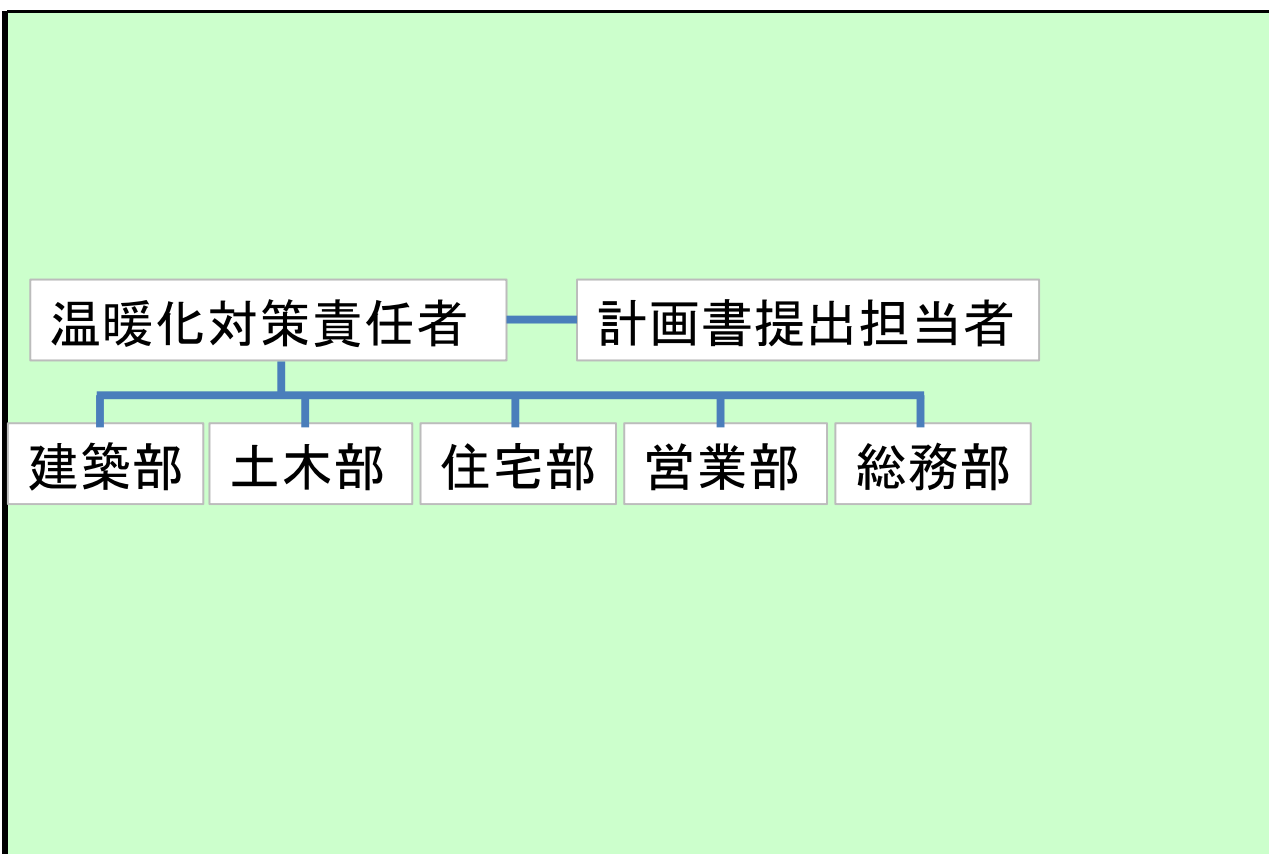 温暖化対策責任者
計画書提出担当者
建築部
土木部
住宅部
営業部
総務部